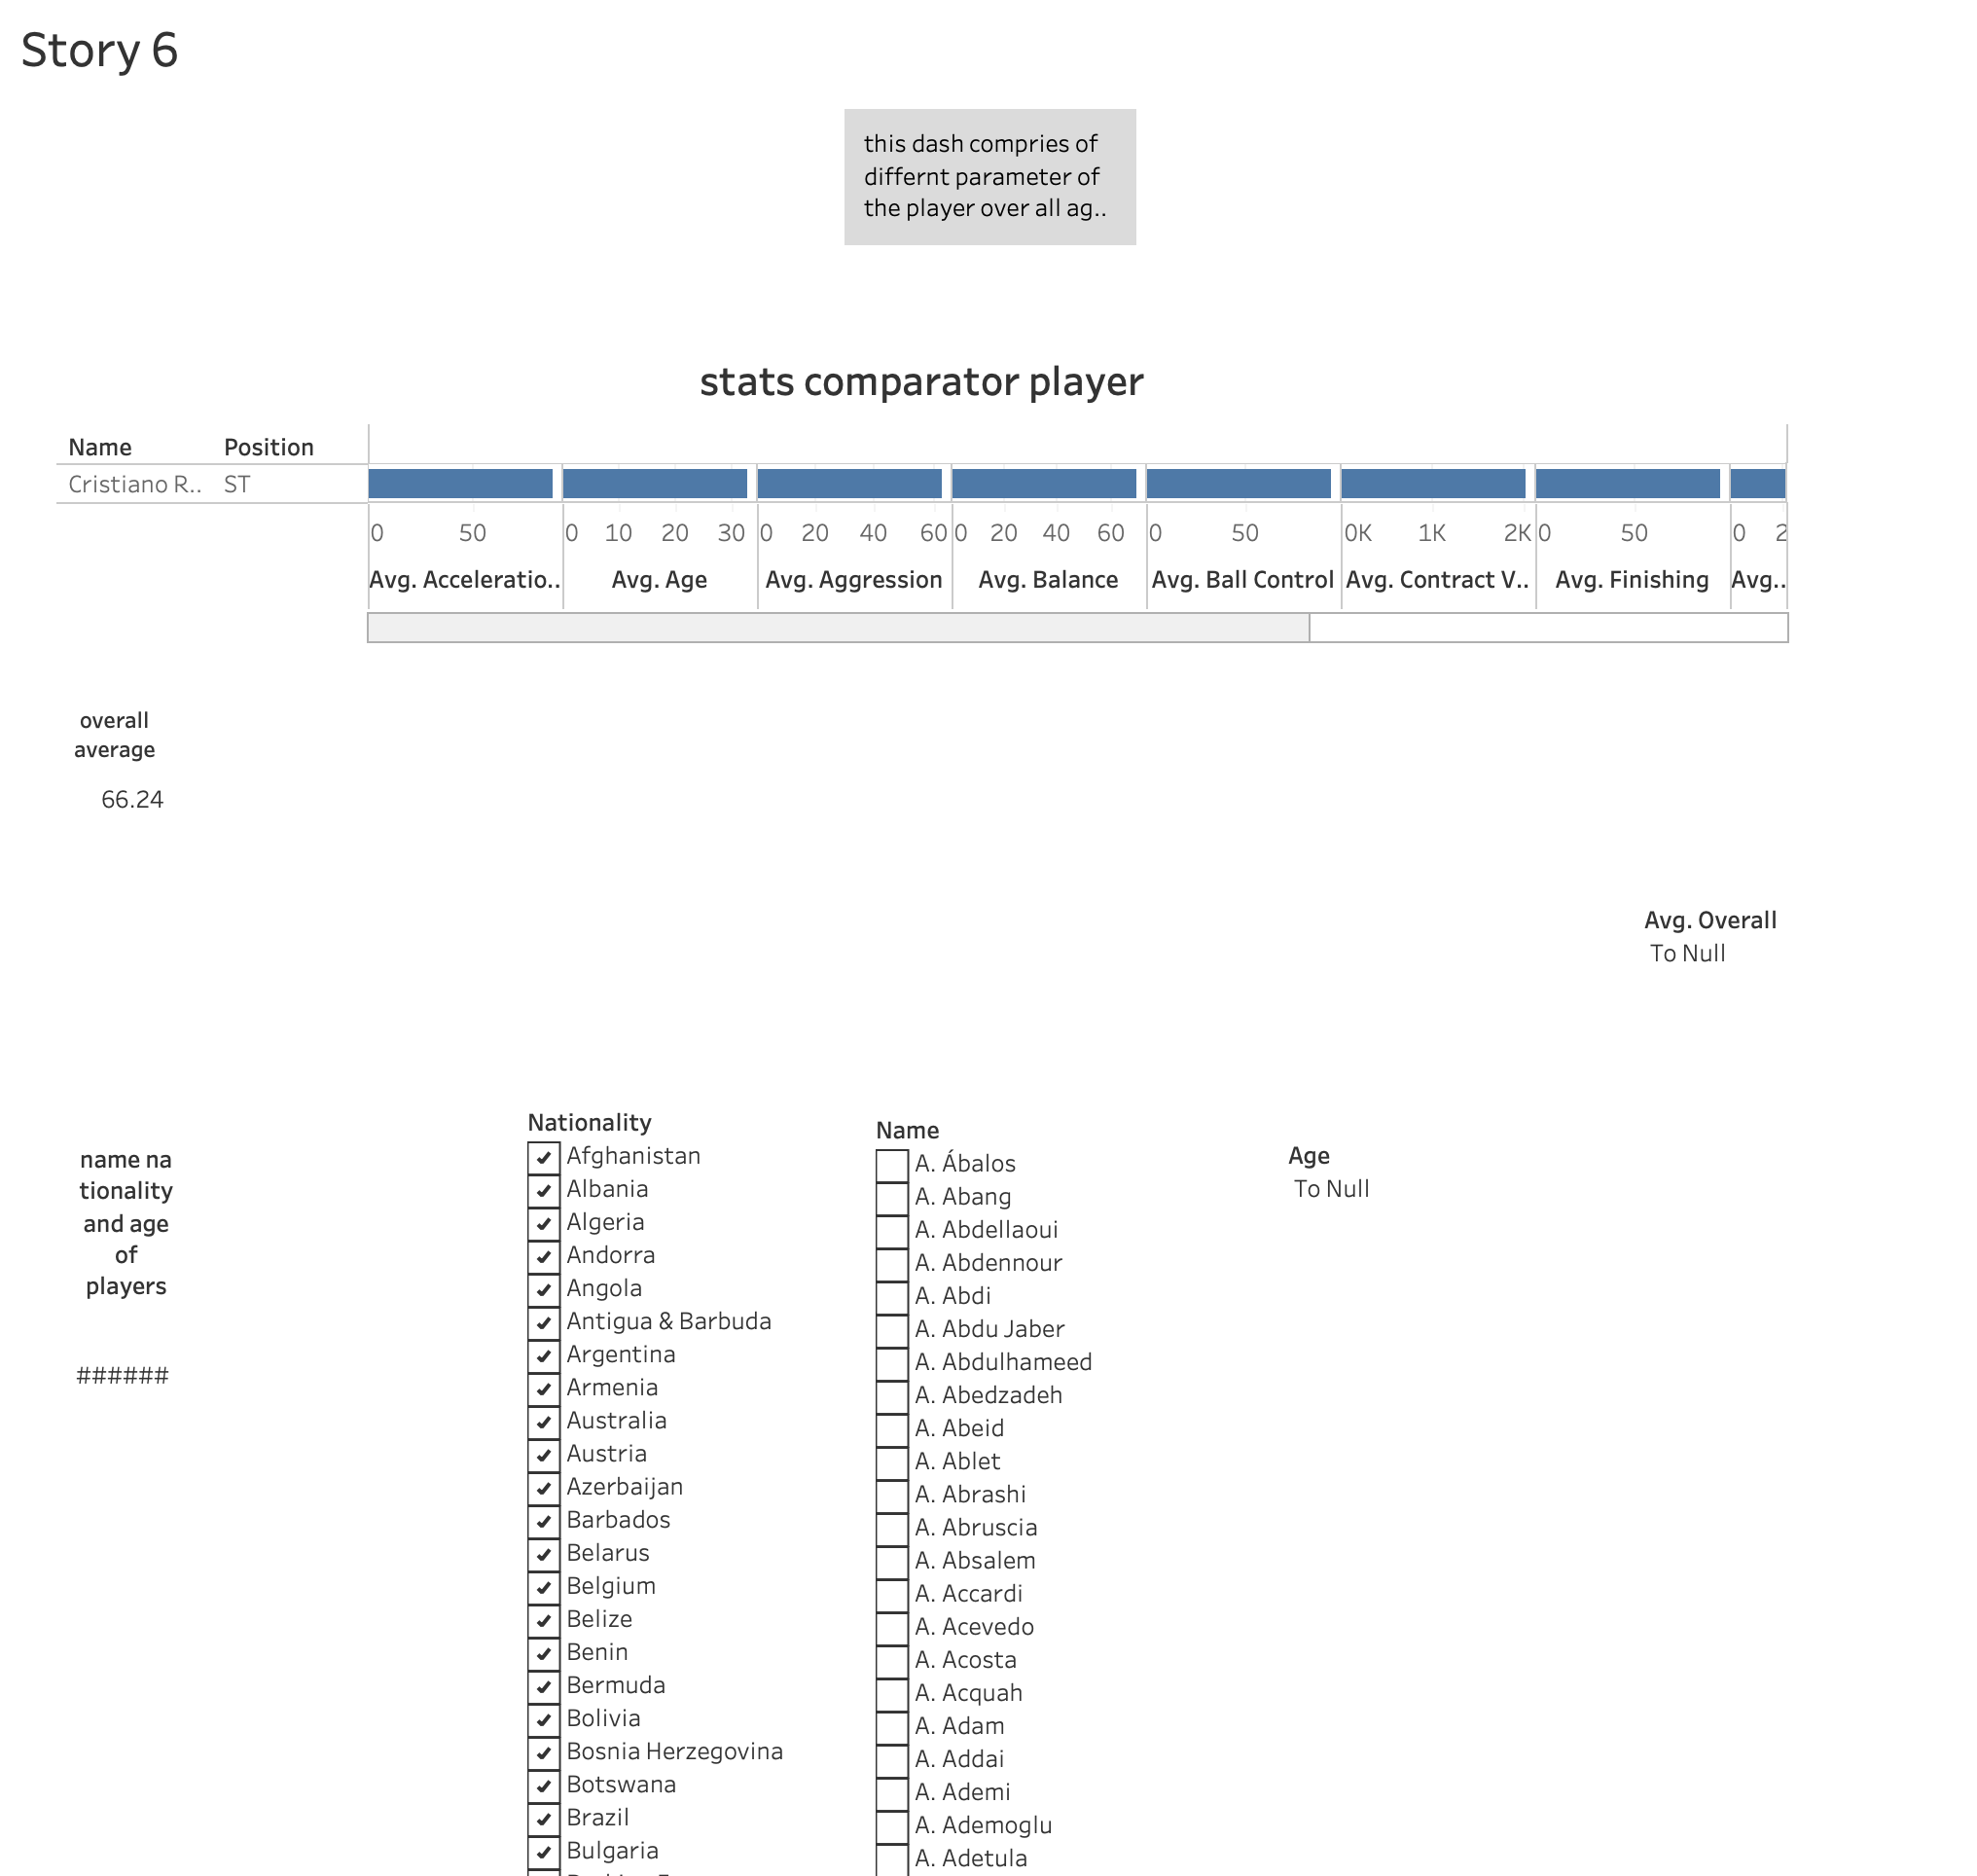 Story 6
this dash compries of
differnt parameter of
the player over all ag..
stats comparator player
Name Position
Cristiano R.. ST
0 50 0 10 20 30 0 20 40 60 0 20 40 60 0 50 0K 1K 2K 0 50 0 2
Avg. Acceleratio.. Avg. Age Avg. Aggression Avg. Balance Avg. Ball Control Avg. Contract V.. Avg. Finishing Avg..
overall
average
66.24
Avg. Overall
To Null
name na
tionality
and age
of
players
######
Nationality
Afghanistan
Albania
Algeria
Andorra
Angola
Antigua & Barbuda
Argentina
Armenia
Australia
Austria
Azerbaijan
Barbados
Belarus
Belgium
Belize
Benin
Bermuda
Bolivia
Bosnia Herzegovina
Botswana
Brazil
Bulgaria
Name
A. Ábalos
A. Abang
A. Abdellaoui
A. Abdennour
A. Abdi
A. Abdu Jaber
A. Abdulhameed
A. Abedzadeh
A. Abeid
A. Ablet
A. Abrashi
A. Abruscia
A. Absalem
A. Accardi
A. Acevedo
A. Acosta
A. Acquah
A. Adam
A. Addai
A. Ademi
A. Ademoglu
A. Adetula
Age
To Null